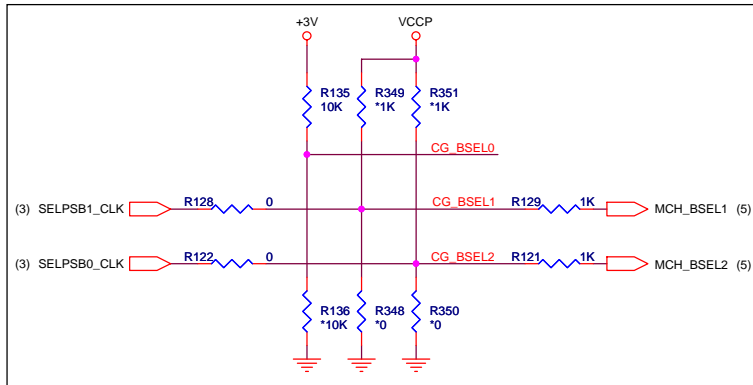 +3V VCCP
R135 R349 R351
10K *1K *1K
CG_BSEL0
(3) SELPSB1_CLK R128 0 CG_BSEL1 R129 1K MCH_BSEL1 (5)
(3) SELPSB0_CLK R122 0 CG_BSEL2 R121 1K MCH_BSEL2 (5)
R136 R348 R350
*10K *0 *0